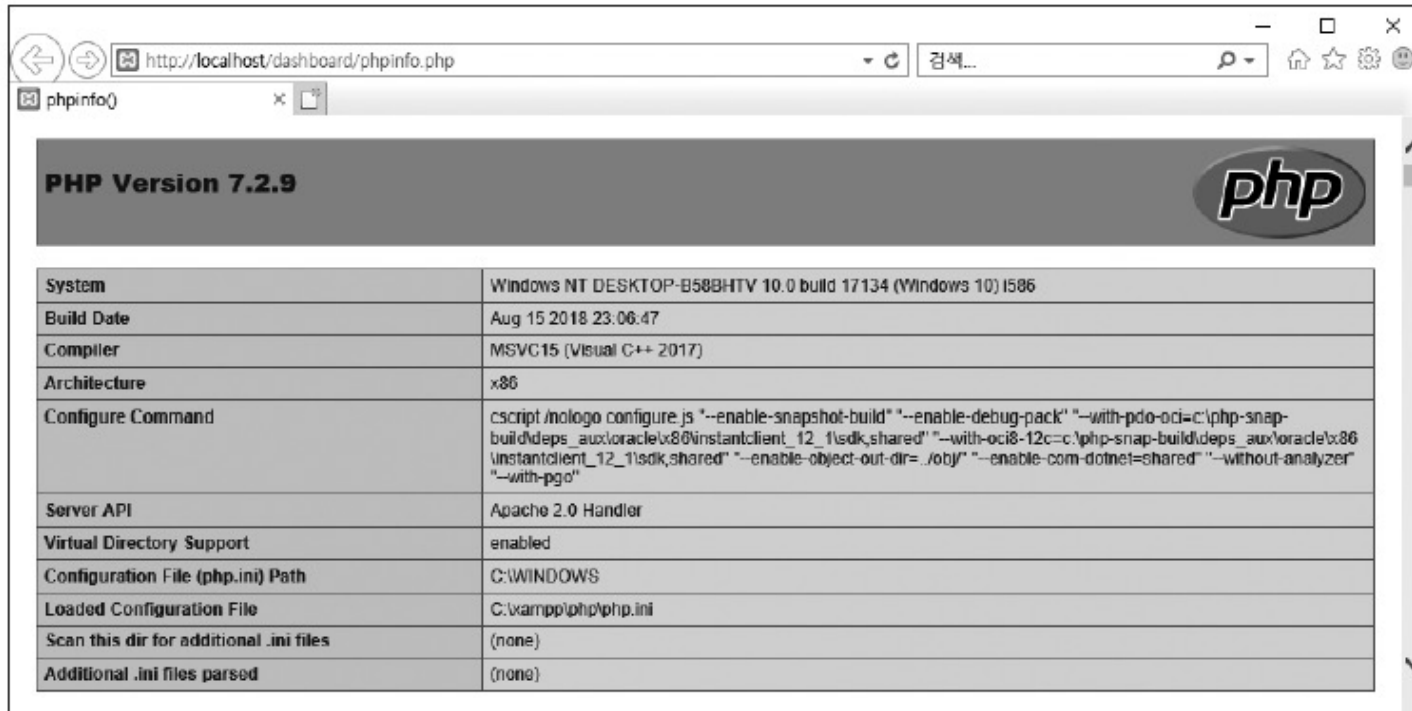 http://localhost/dashboard/phpinfo.php
검색...
phpinfo()
PHP Version 7.2.9
php
System Windows NT DESKTOP-B58BHTV 10.0 build 17134 (Windows 10) i586
Build Date Aug 15 2018 23:06:47
Compiler MSVC15 (Visual C++ 2017)
Architecture x86
Configure Command cscript /nologo configure.js "--enable-snapshot-build" "--enable-debug-pack" "--with-pdo-oci=c:\php-snap-
build\deps_aux\oracle\x86\instantclient_12_1\sdk,shared" "--with-oci8-12c=c:\php-snap-build\deps_aux\oracle\x86
\instantclient_12_1\sdk,shared" "--enable-object-out-dir=../obj/" "--enable-com-dotnet=shared" "--without-analyzer"
"--with-pgo"
Server API Apache 2.0 Handler
Virtual Directory Support enabled
Configuration File (php.ini) Path C:\WINDOWS
Loaded Configuration File C:\xampp\php\php.ini
Scan this dir for additional .ini files (none)
Additional .ini files parsed (none)